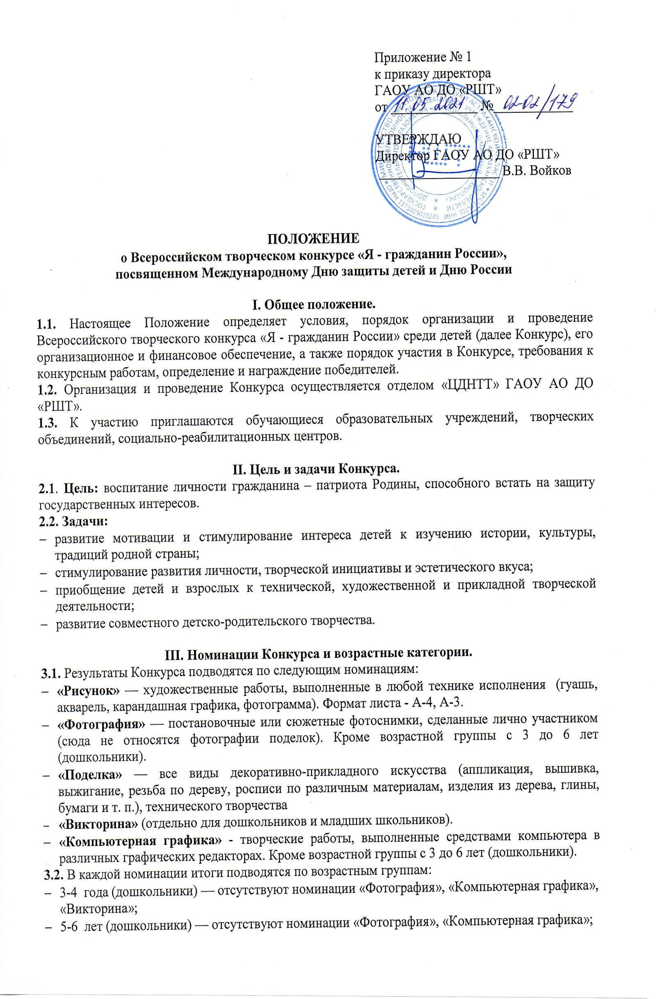 Приложение № 1
к приказу директора
ГАОУ АО ДО «РШТ»
от 11.05.2021 № 02-02/179
УТВЕРЖДАЮ
Директор ГАОУ АО ДО «РШТ»
В.В. Войков
МИНИСТЕРСТВО ОБРАЗОВАНИЯ И НАУКИ АСТРАХАНСКОЙ ОБЛАСТИ
ОГРН 1173025010245 ИНН
ПОЛОЖЕНИЕ
о Всероссийском творческом конкурсе «Я - гражданин России»,
посвященном Международному Дню защиты детей и Дню России
I. Общее положение.
1.1. Настоящее Положение определяет условия, порядок организации и проведение
Всероссийского творческого конкурса «Я - гражданин России» среди детей (далее Конкурс), его
организационное и финансовое обеспечение, а также порядок участия в Конкурсе, требования к
конкурсным работам, определение и награждение победителей.
1.2. Организация и проведение Конкурса осуществляется отделом «ЦДНТТ» ГАОУ АО ДО
«РШТ».
1.3. К участию приглашаются обучающиеся образовательных учреждений, творческих
объединений, социально-реабилитационных центров.
II. Цель и задачи Конкурса.
2.1. Цель: воспитание личности гражданина – патриота Родины, способного встать на защиту
государственных интересов.
2.2. Задачи:
– развитие мотивации и стимулирование интереса детей к изучению истории, культуры,
традиций родной страны;
– стимулирование развития личности, творческой инициативы и эстетического вкуса;
– приобщение детей и взрослых к технической, художественной и прикладной творческой
деятельности;
– развитие совместного детско-родительского творчества.
III. Номинации Конкурса и возрастные категории.
3.1. Результаты Конкурса подводятся по следующим номинациям:
– «Рисунок» — художественные работы, выполненные в любой технике исполнения (гуашь,
акварель, карандашная графика, фотограмма). Формат листа - А-4, А-3.
– «Фотография» — постановочные или сюжетные фотоснимки, сделанные лично участником
(сюда не относятся фотографии поделок). Кроме возрастной группы с 3 до 6 лет
(дошкольники).
– «Поделка» — все виды декоративно-прикладного искусства (аппликация, вышивка,
выжигание, резьба по дереву, росписи по различным материалам, изделия из дерева, глины,
бумаги и т. п.), технического творчества
– «Викторина» (отдельно для дошкольников и младших школьников).
– «Компьютерная графика» - творческие работы, выполненные средствами компьютера в
различных графических редакторах. Кроме возрастной группы с 3 до 6 лет (дошкольники).
3.2. В каждой номинации итоги подводятся по возрастным группам:
– 3-4 года (дошкольники) — отсутствуют номинации «Фотография», «Компьютерная графика»,
«Викторина»;
– 5-6 лет (дошкольники) — отсутствуют номинации «Фотография», «Компьютерная графика»;